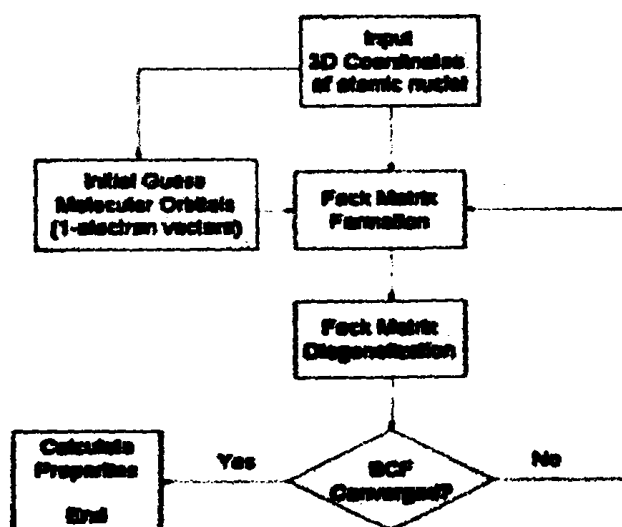 Input
3D Coordinates
of atomic nuclei
Initial Guess
Molecular Orbitals
(1-electron vectors)
Fock Matrix
Formation
Fock Matrix
Diagonalization
Calculate
Properties
End
Yes
SCF
Converged?
No